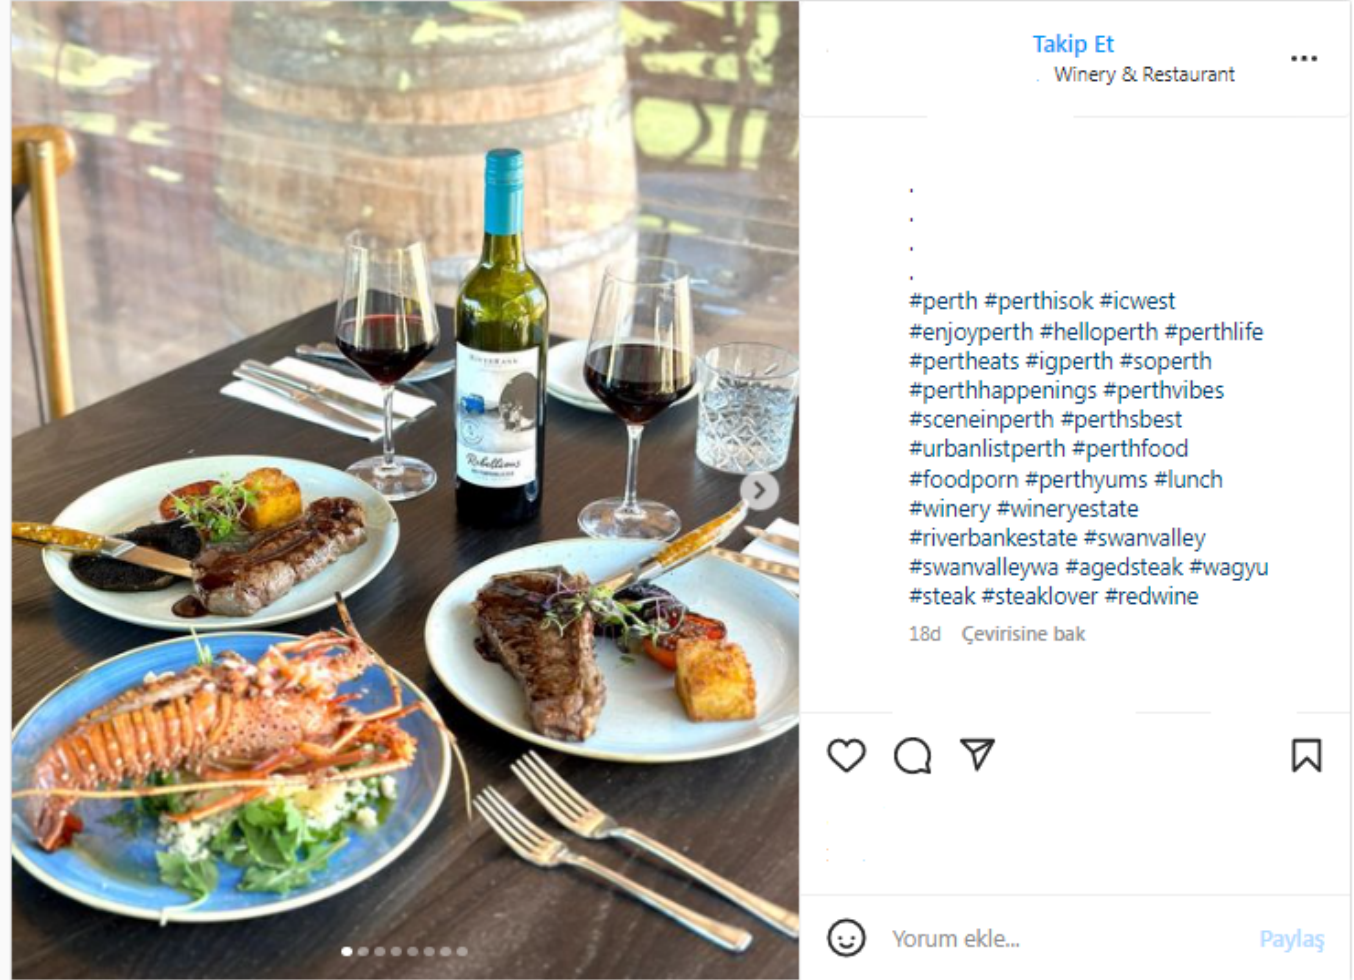 Takip Et
Winery & Restaurant
.
.
.
.
#perth #perthisok #icwest
#enjoyperth #helloperth #perthlife
#pertheats #igperth #soperth
#perthhappenings #perthvibes
#sceneinperth #perthsbest
#urbanlistperth #perthfood
#foodporn #perthyums #lunch
#winery #wineryestate
#riverbankestate #swanvalley
#swanvalleywa #agedsteak #wagyu
#steak #steaklover #redwine
18d Çevirisine bak
Yorum ekle...
Paylaş
RIVERBANK
Rebellious